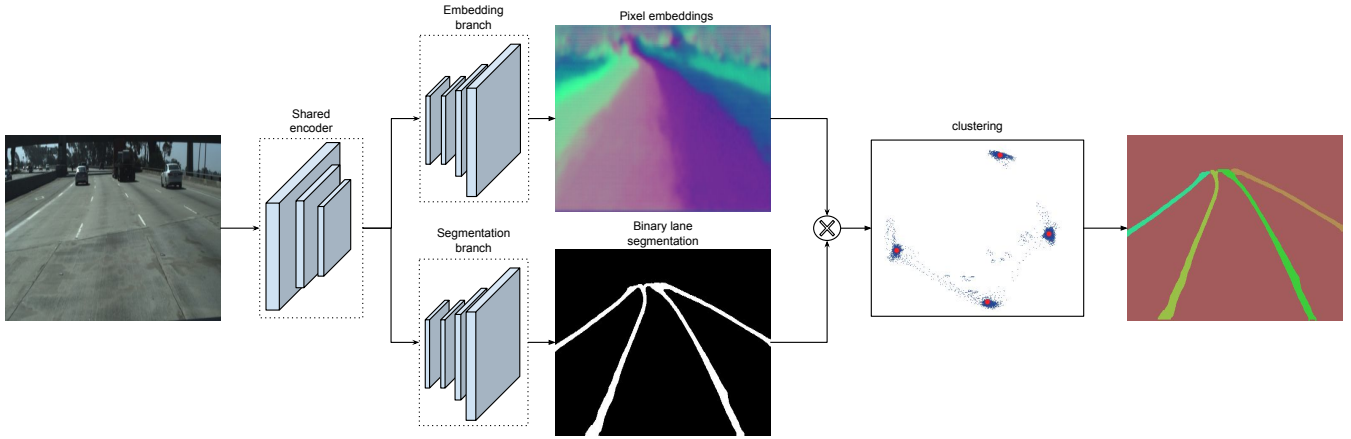 Embedding
branch
Pixel embeddings
Shared
encoder
clustering
Segmentation
branch
Binary lane
segmentation